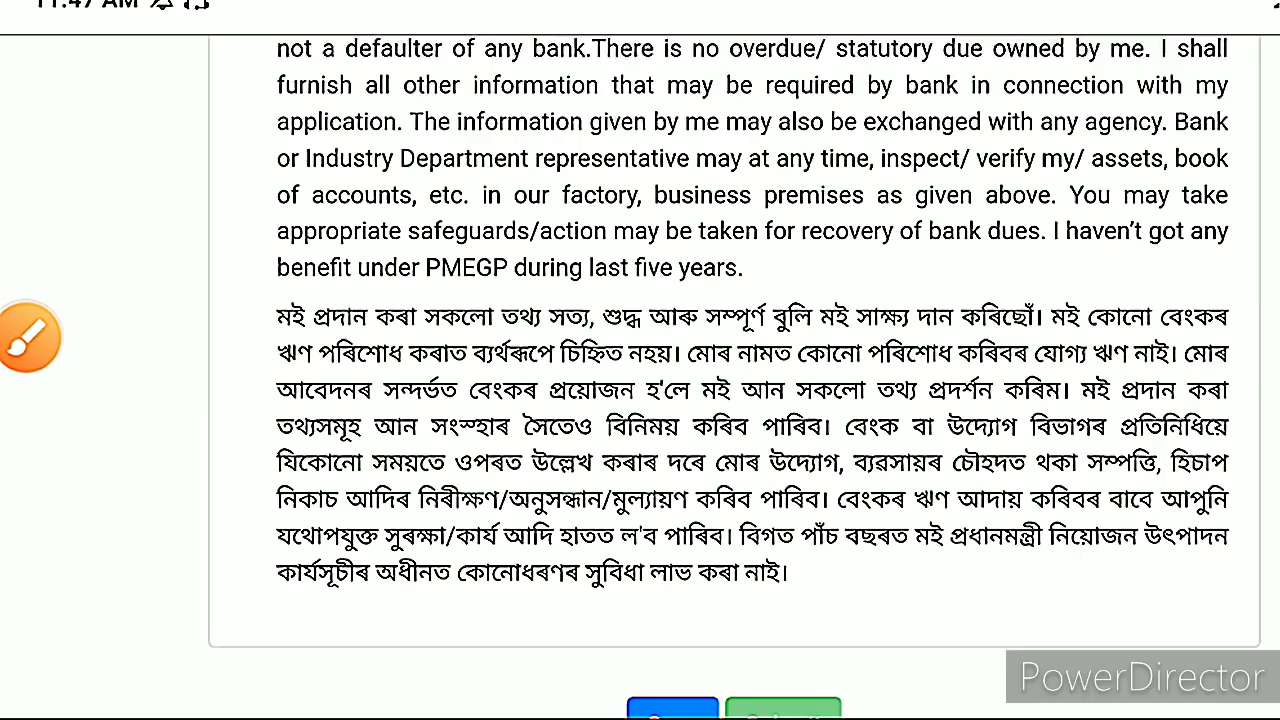 11:47 AM
not a defaulter of any bank.There is no overdue/ statutory due owned by me. I shall
furnish all other information that may be required by bank in connection with my
application. The information given by me may also be exchanged with any agency. Bank
or Industry Department representative may at any time, inspect/ verify my/ assets, book
of accounts, etc. in our factory, business premises as given above. You may take
appropriate safeguards/action may be taken for recovery of bank dues. I haven’t got any
benefit under PMEGP during last five years.
মই প্ৰদান কৰা সকলো তথ্য সত্য, শুদ্ধ আৰু সম্পূৰ্ণ বুলি মই সাক্ষ্য দান কৰিছোঁ। মই কোনো বেংকৰ
ঋণ পৰিশোধ কৰাত ব্যৰ্থৰূপে চিহ্নিত নহয়। মোৰ নামত কোনো পৰিশোধ কৰিবৰ যোগ্য ঋণ নাই। মোৰ
আবেদনৰ সন্দৰ্ভত বেংকৰ প্ৰয়োজন হ'লে মই আন সকলো তথ্য প্ৰদৰ্শন কৰিম। মই প্ৰদান কৰা
তথ্যসমূহ আন সংস্হাৰ সৈতেও বিনিময় কৰিব পাৰিব। বেংক বা উদ্যোগ বিভাগৰ প্ৰতিনিধিয়ে
যিকোনো সময়তে ওপৰত উল্লেখ কৰাৰ দৰে মোৰ উদ্যোগ, ব্যৱসায়ৰ চৌহদত থকা সম্পত্তি, হিচাপ
নিকাচ আদিৰ নিৰীক্ষণ/অনুসন্ধান/মুল্যায়ণ কৰিব পাৰিব। বেংকৰ ঋণ আদায় কৰিবৰ বাবে আপুনি
যথোপযুক্ত সুৰক্ষা/কাৰ্য আদি হাতত ল'ব পাৰিব। বিগত পাঁচ বছৰত মই প্ৰধানমন্ত্ৰী নিয়োজন উৎপাদন
কাৰ্যসূচীৰ অধীনত কোনোধৰণৰ সুবিধা লাভ কৰা নাই।
PowerDirector